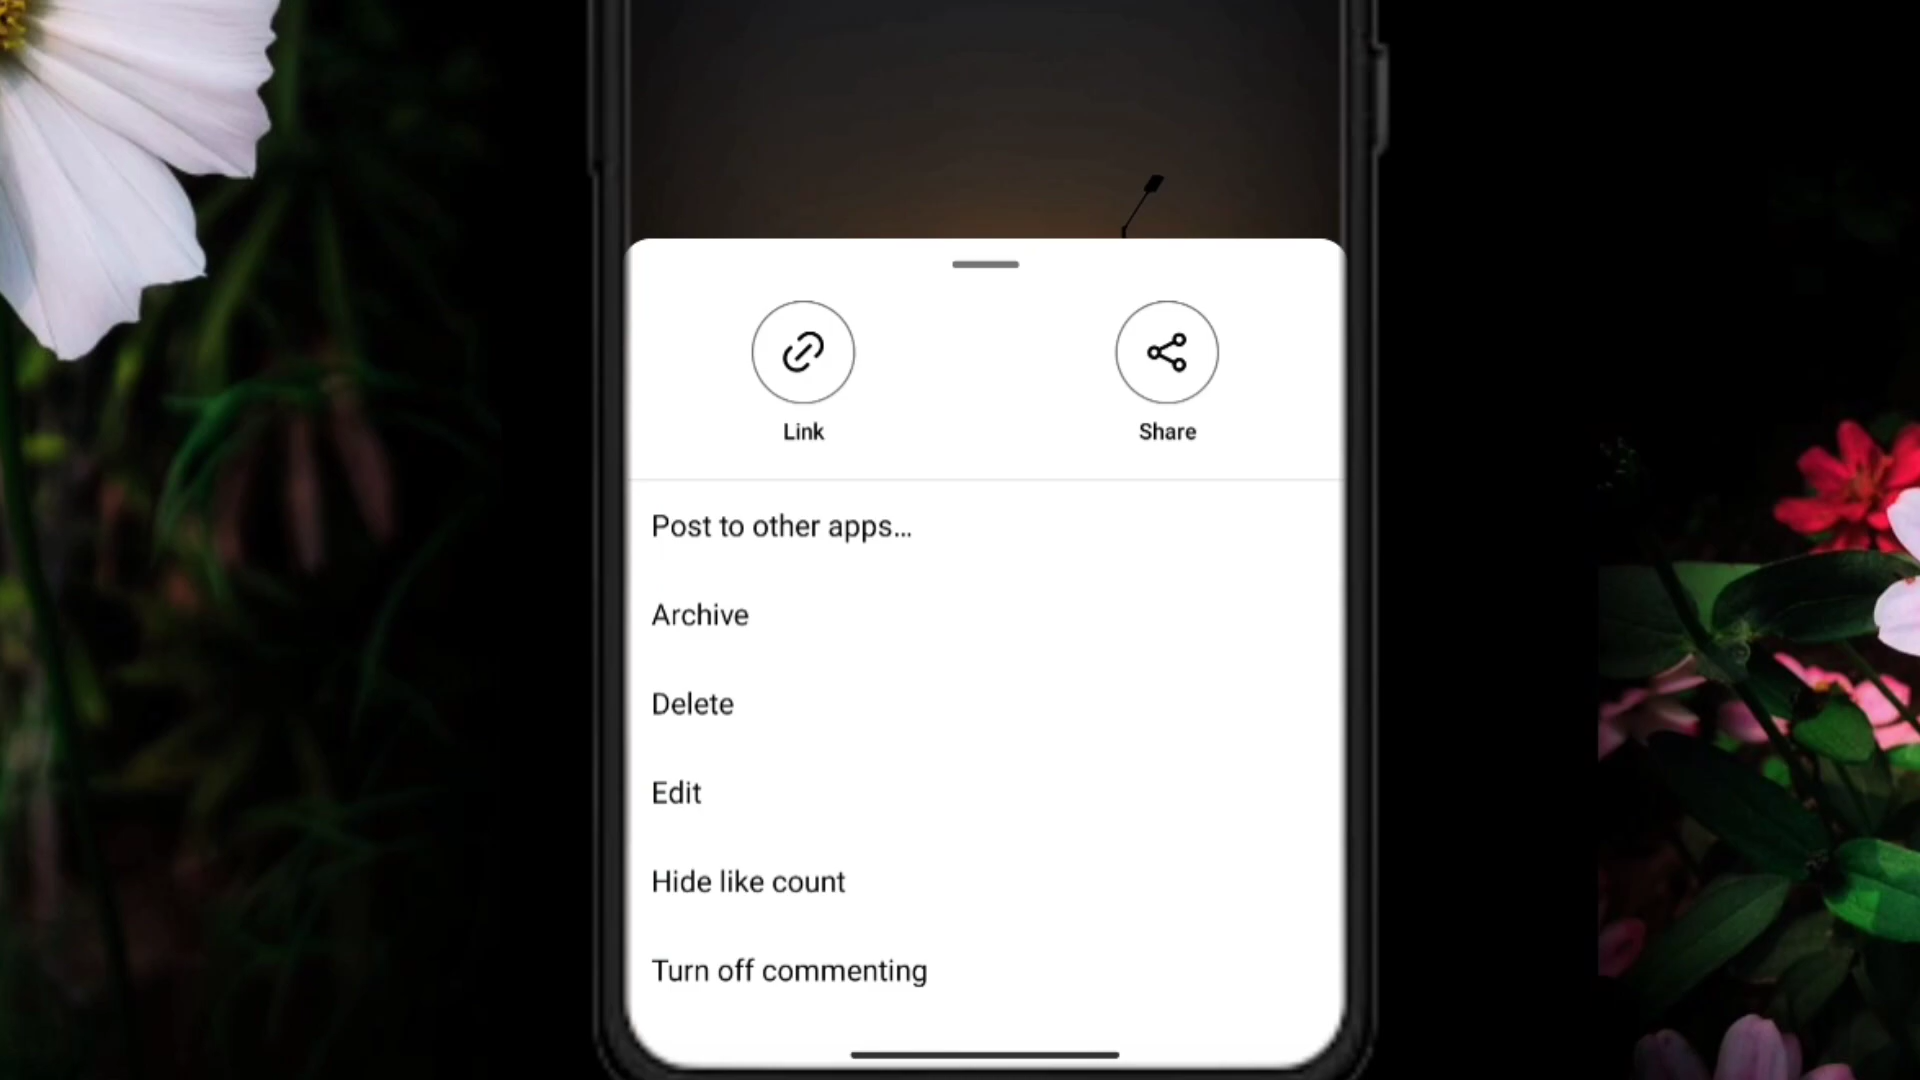 Link
Share
Post to other apps...
Archive
Delete
Edit
Hide like count
Turn off commenting